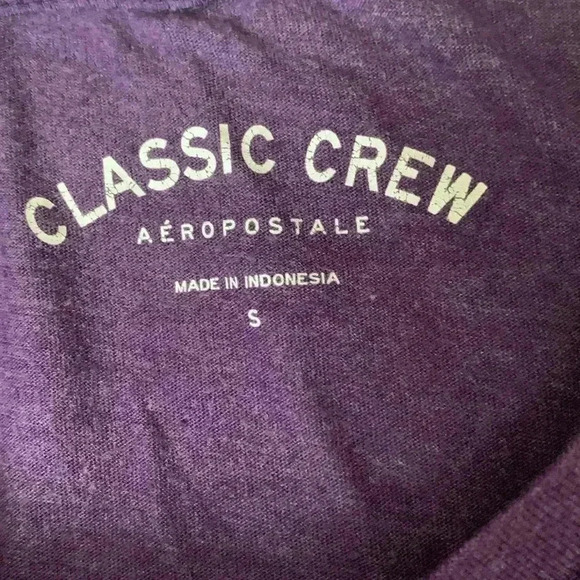 CLASSIC CREW
AÉROPOSTALE
MADE IN INDONESIA
S